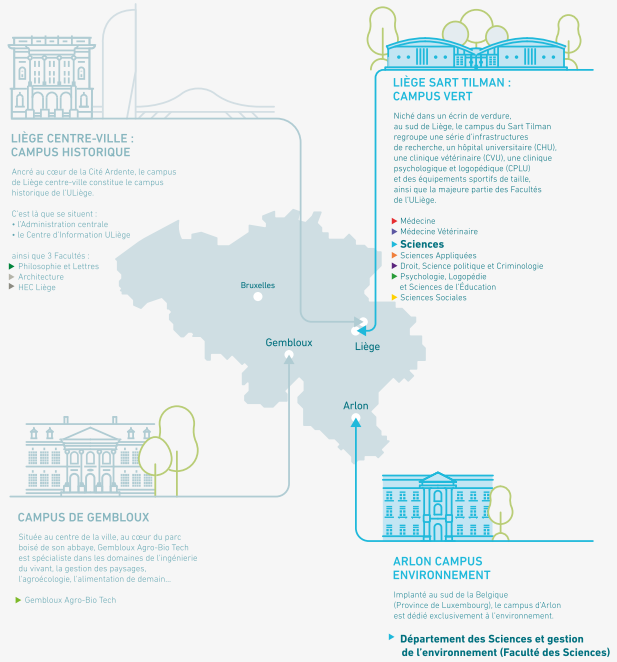 LIÈGE CENTRE-VILLE :
CAMPUS HISTORIQUE
Ancré au cœur de la Cité Ardente, le campus
de Liège centre-ville constitue le campus
historique de l'ULiège.
C'est là que se situent :
• l'Administration centrale
• le Centre d'Information ULiège
ainsi que 3 Facultés :
Philosophie et Lettres
Architecture
HEC Liège
LIÈGE SART TILMAN :
CAMPUS VERT
Niché dans un écrin de verdure,
au sud de Liège, le campus du Sart Tilman
regroupe une série d'infrastructures
de recherche, un hôpital universitaire (CHU),
une clinique vétérinaire (CVU), une clinique
psychologique et logopédique (CPLU)
et des équipements sportifs de taille,
ainsi que la majeure partie des Facultés
de l'ULiège.
Médecine
Médecine Vétérinaire
Sciences
Sciences Appliquées
Droit, Science politique et Criminologie
Psychologie, Logopédie
et Sciences de l'Éducation
Sciences Sociales
Bruxelles
Gembloux
Liège
Arlon
CAMPUS DE GEMBLOUX
Située au centre de la ville, au cœur du parc
boisé de son abbaye, Gembloux Agro-Bio Tech
est spécialiste dans les domaines de l'ingénierie
du vivant, la gestion des paysages,
l'agroécologie, l'alimentation de demain...
Gembloux Agro-Bio Tech
ARLON CAMPUS
ENVIRONNEMENT
Implanté au sud de la Belgique
(Province de Luxembourg), le campus d'Arlon
est dédié exclusivement à l'environnement.
Département des Sciences et gestion
de l'environnement (Faculté des Sciences)